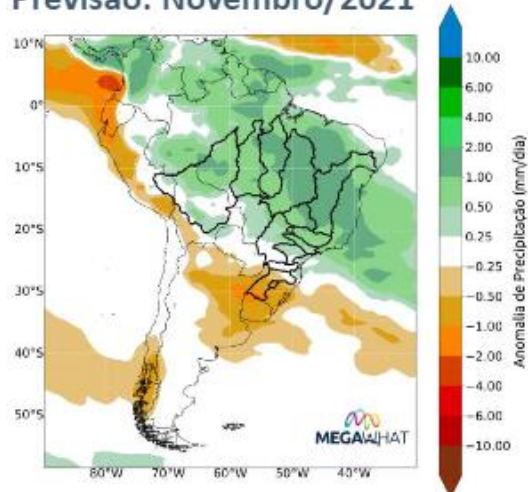 Previsão: Novembro/2021
10°N
0°
10°S
20°S
30°S
40°S
50°S
80°W 70°W 60°W 50°W 40°W
10.00
6.00
4.00
2.00
1.00
0.50
0.25
−0.25
−0.50
−1.00
−2.00
−4.00
−6.00
−10.00
Anomalia de Precipitação (mm/dia)
MEGAWHAT